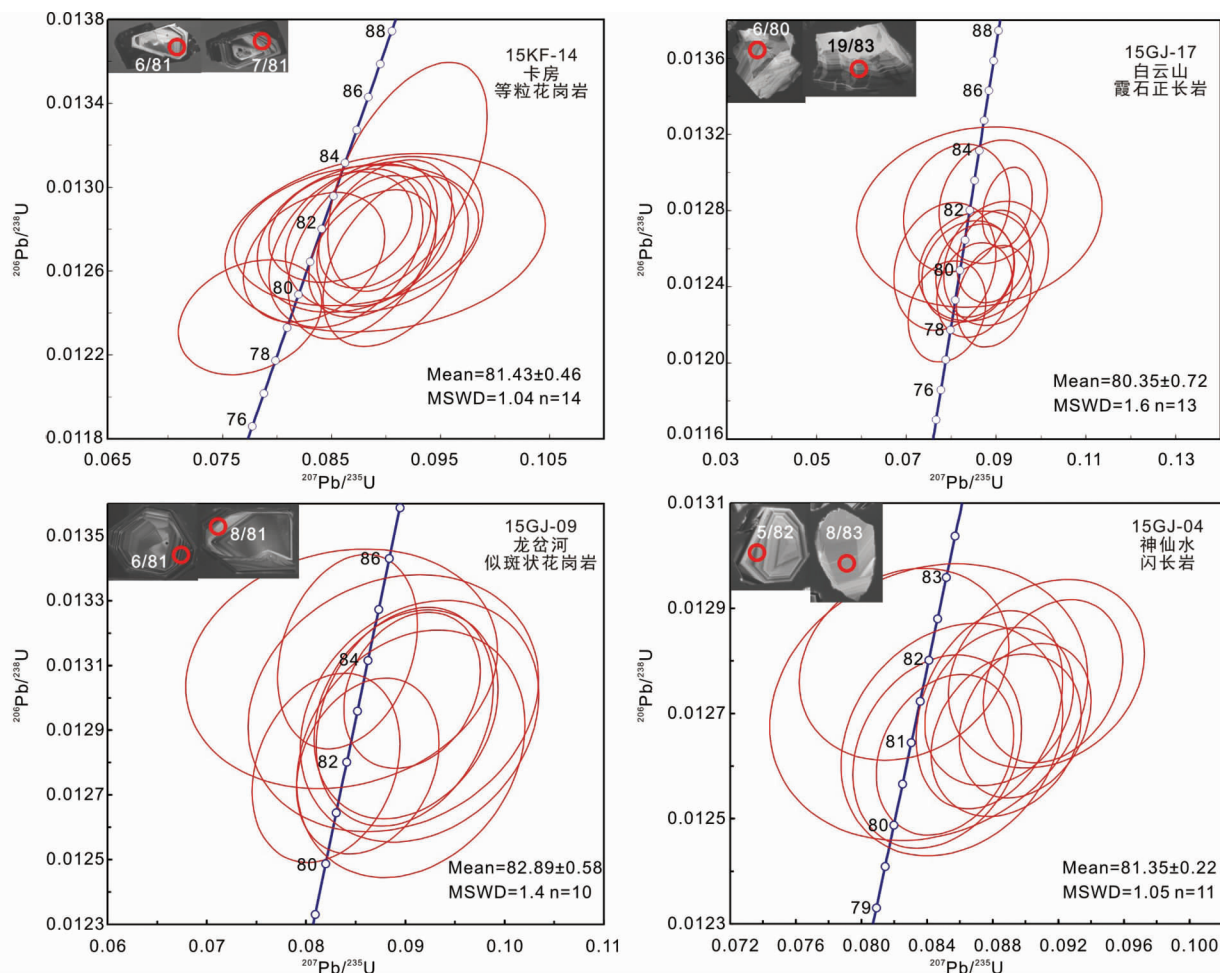 0.0138
0.0134
0.0130
0.0126
0.0122
0.0118
²⁰⁶Pb/²³⁸U
6/81
7/81
15KF-14
卡房
等粒花岗岩
88
86
84
82
80
78
76
Mean=81.43±0.46
MSWD=1.04 n=14
0.065 0.075 0.085 0.095 0.105
²⁰⁷Pb/²³⁵U
0.0136
0.0132
0.0128
0.0124
0.0120
0.0116
²⁰⁶Pb/²³⁸U
6/80
19/83
15GJ-17
白云山
霞石正长岩
88
86
84
82
80
78
76
Mean=80.35±0.72
MSWD=1.6 n=13
0.03 0.05 0.07 0.09 0.11 0.13
²⁰⁷Pb/²³⁵U
0.0135
0.0133
0.0131
0.0129
0.0127
0.0125
0.0123
²⁰⁶Pb/²³⁸U
6/81
8/81
15GJ-09
龙岔河
似斑状花岗岩
86
84
82
80
Mean=82.89±0.58
MSWD=1.4 n=10
0.06 0.07 0.08 0.09 0.10 0.11
²⁰⁷Pb/²³⁵U
0.0131
0.0129
0.0127
0.0125
0.0123
²⁰⁶Pb/²³⁸U
5/82
8/83
15GJ-04
神仙水
闪长岩
83
82
81
80
79
Mean=81.35±0.22
MSWD=1.05 n=11
0.072 0.076 0.080 0.084 0.088 0.092 0.096 0.100
²⁰⁷Pb/²³⁵U